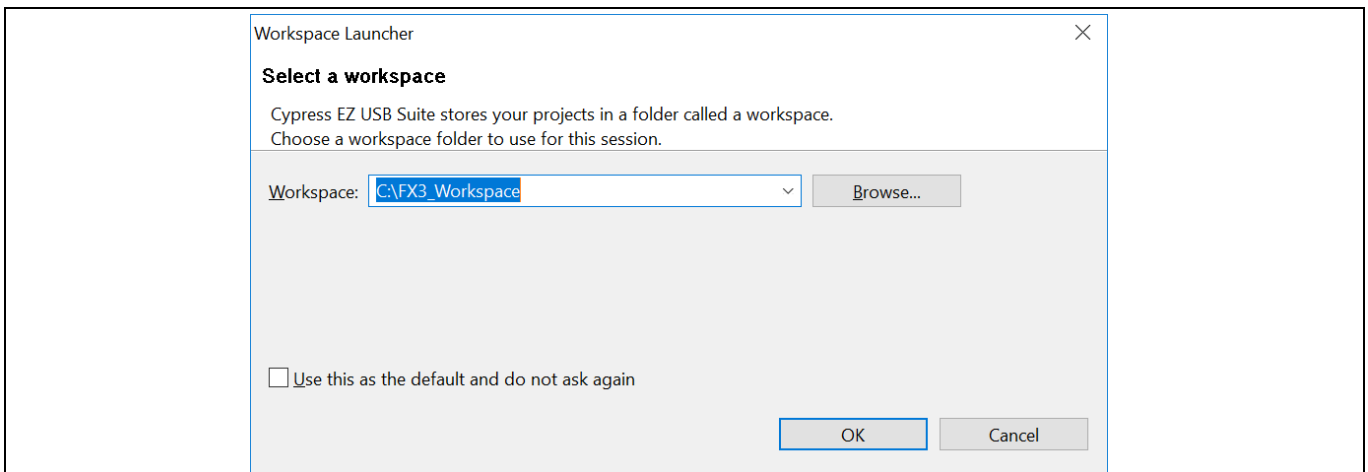 Workspace Launcher
Select a workspace
Cypress EZ USB Suite stores your projects in a folder called a workspace.
Choose a workspace folder to use for this session.
Workspace: C:\FX3_Workspace Browse...
Use this as the default and do not ask again
OK Cancel